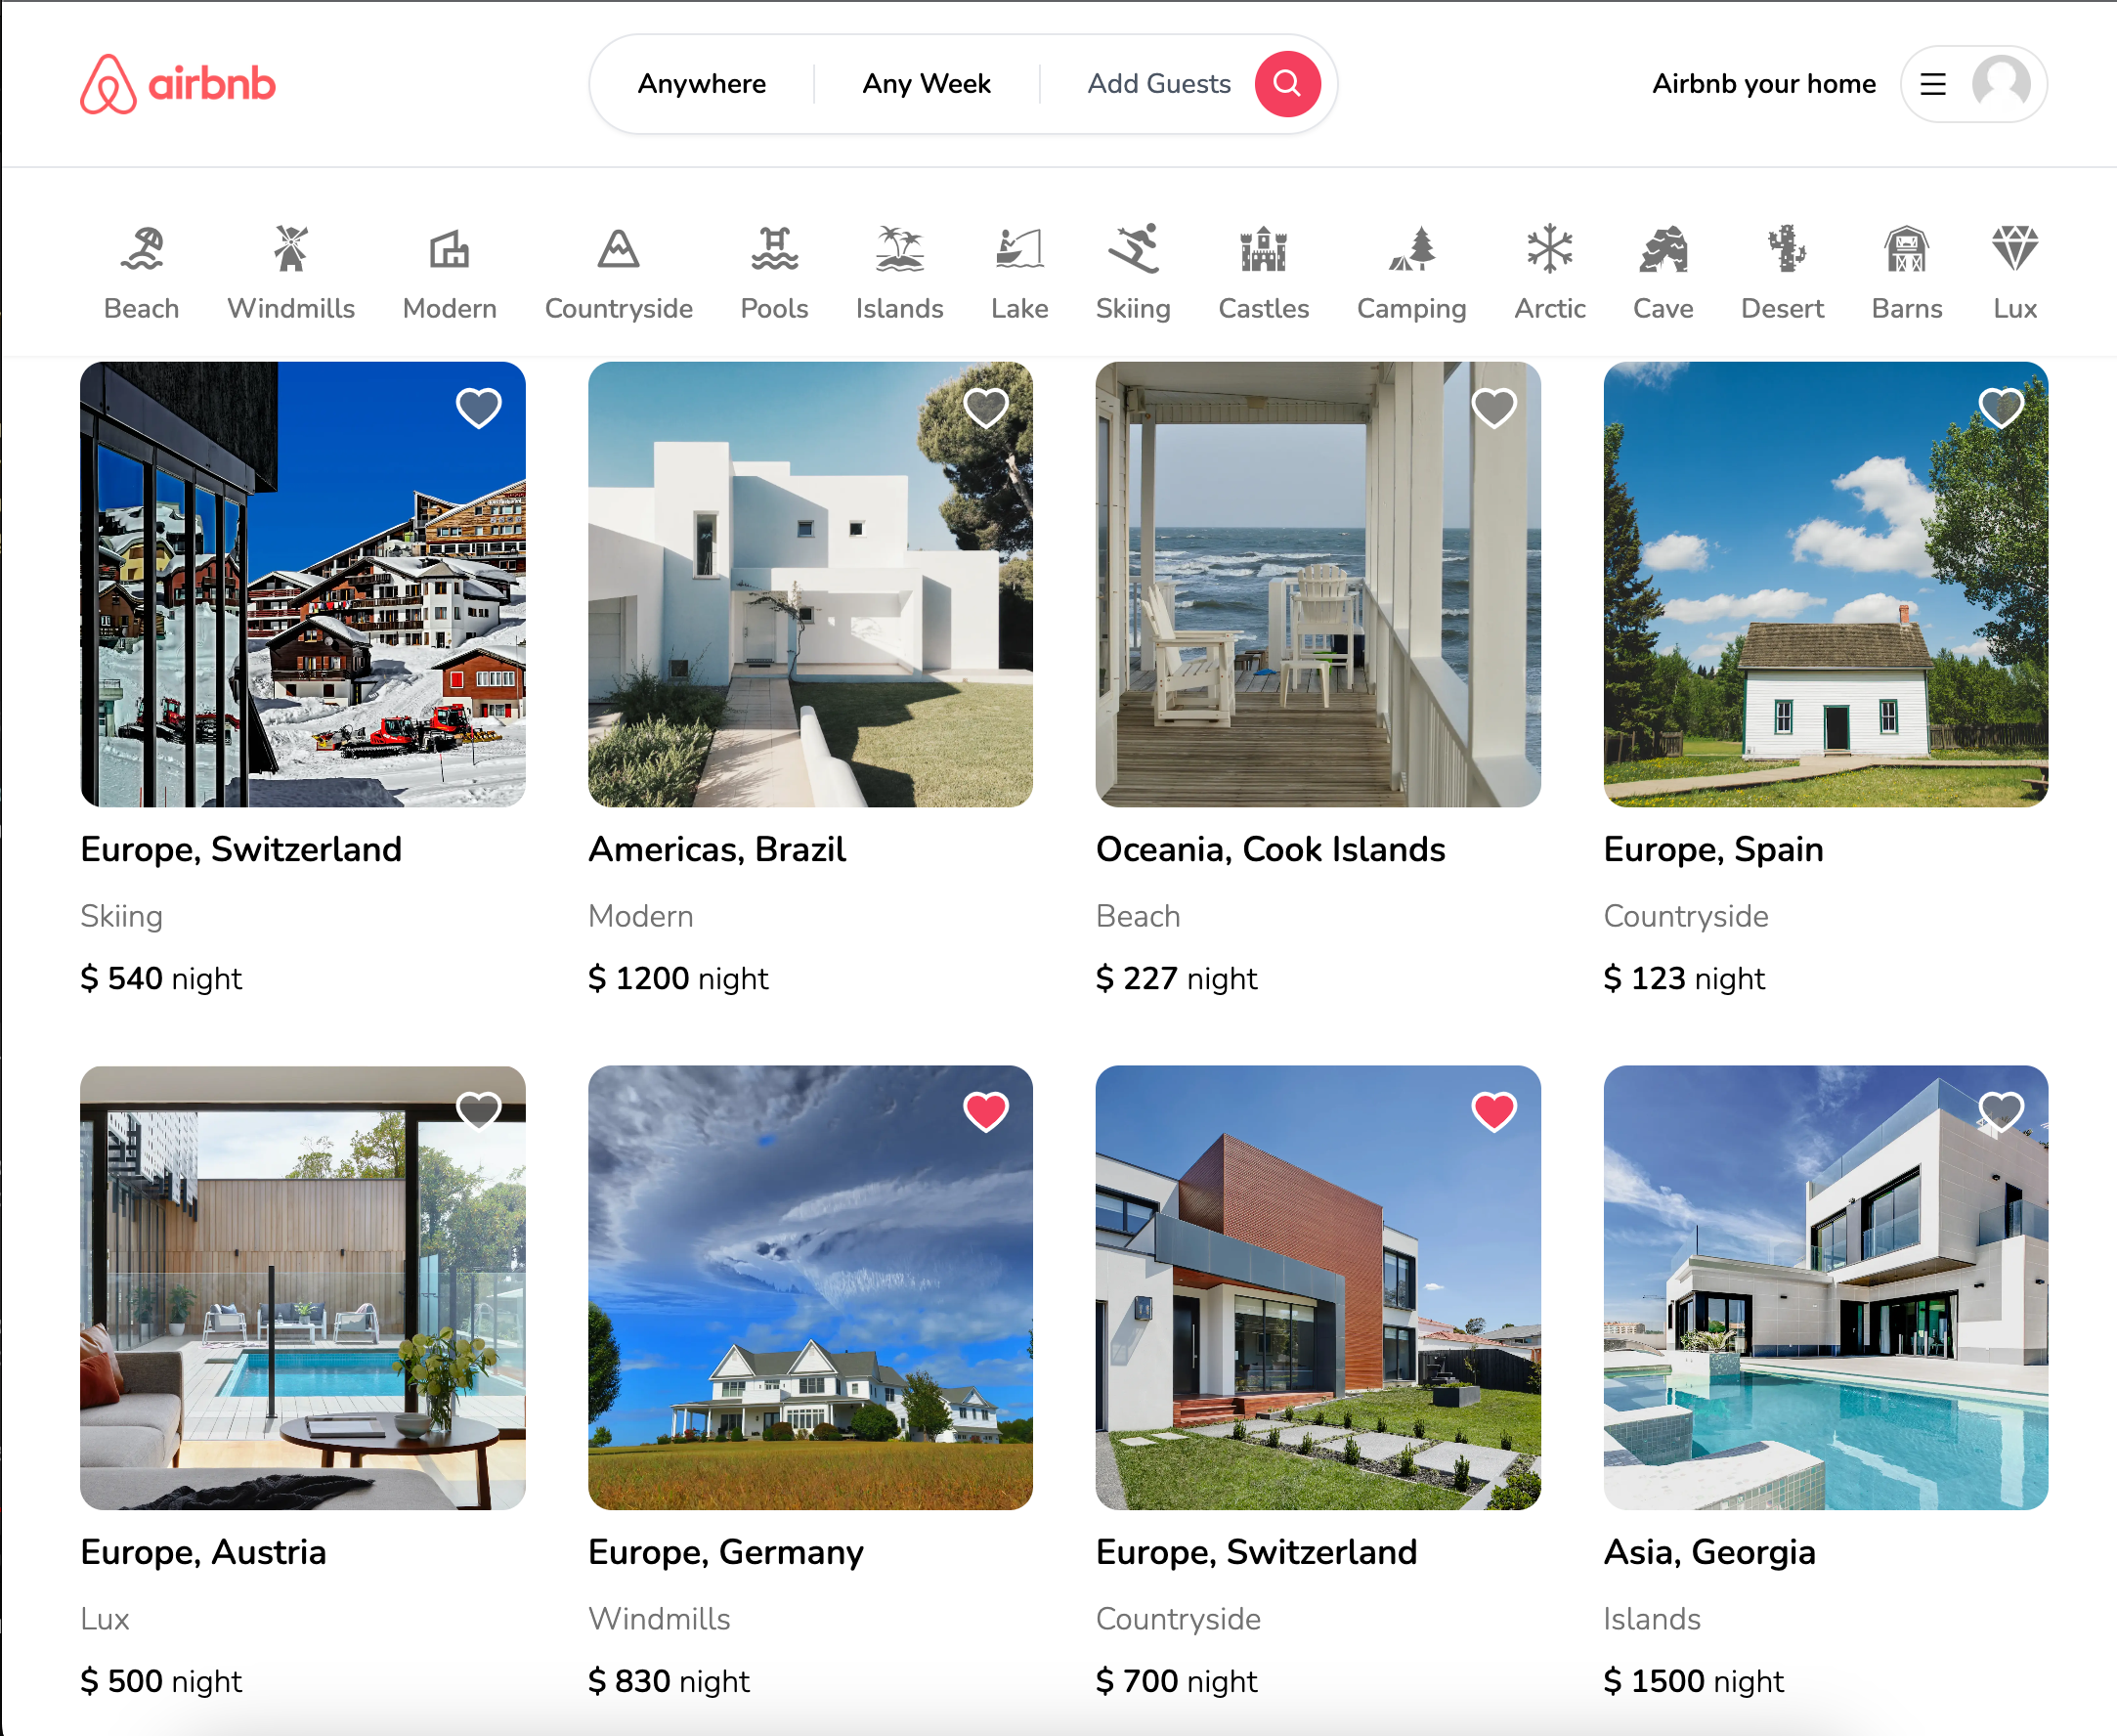 airbnb
Anywhere Any Week Add Guests
Airbnb your home
Beach Windmills Modern Countryside Pools Islands Lake Skiing Castles Camping Arctic Cave Desert Barns Lux
Europe, Switzerland
Skiing
$ 540 night
Americas, Brazil
Modern
$ 1200 night
Oceania, Cook Islands
Beach
$ 227 night
Europe, Spain
Countryside
$ 123 night
Europe, Austria
Lux
$ 500 night
Europe, Germany
Windmills
$ 830 night
Europe, Switzerland
Countryside
$ 700 night
Asia, Georgia
Islands
$ 1500 night